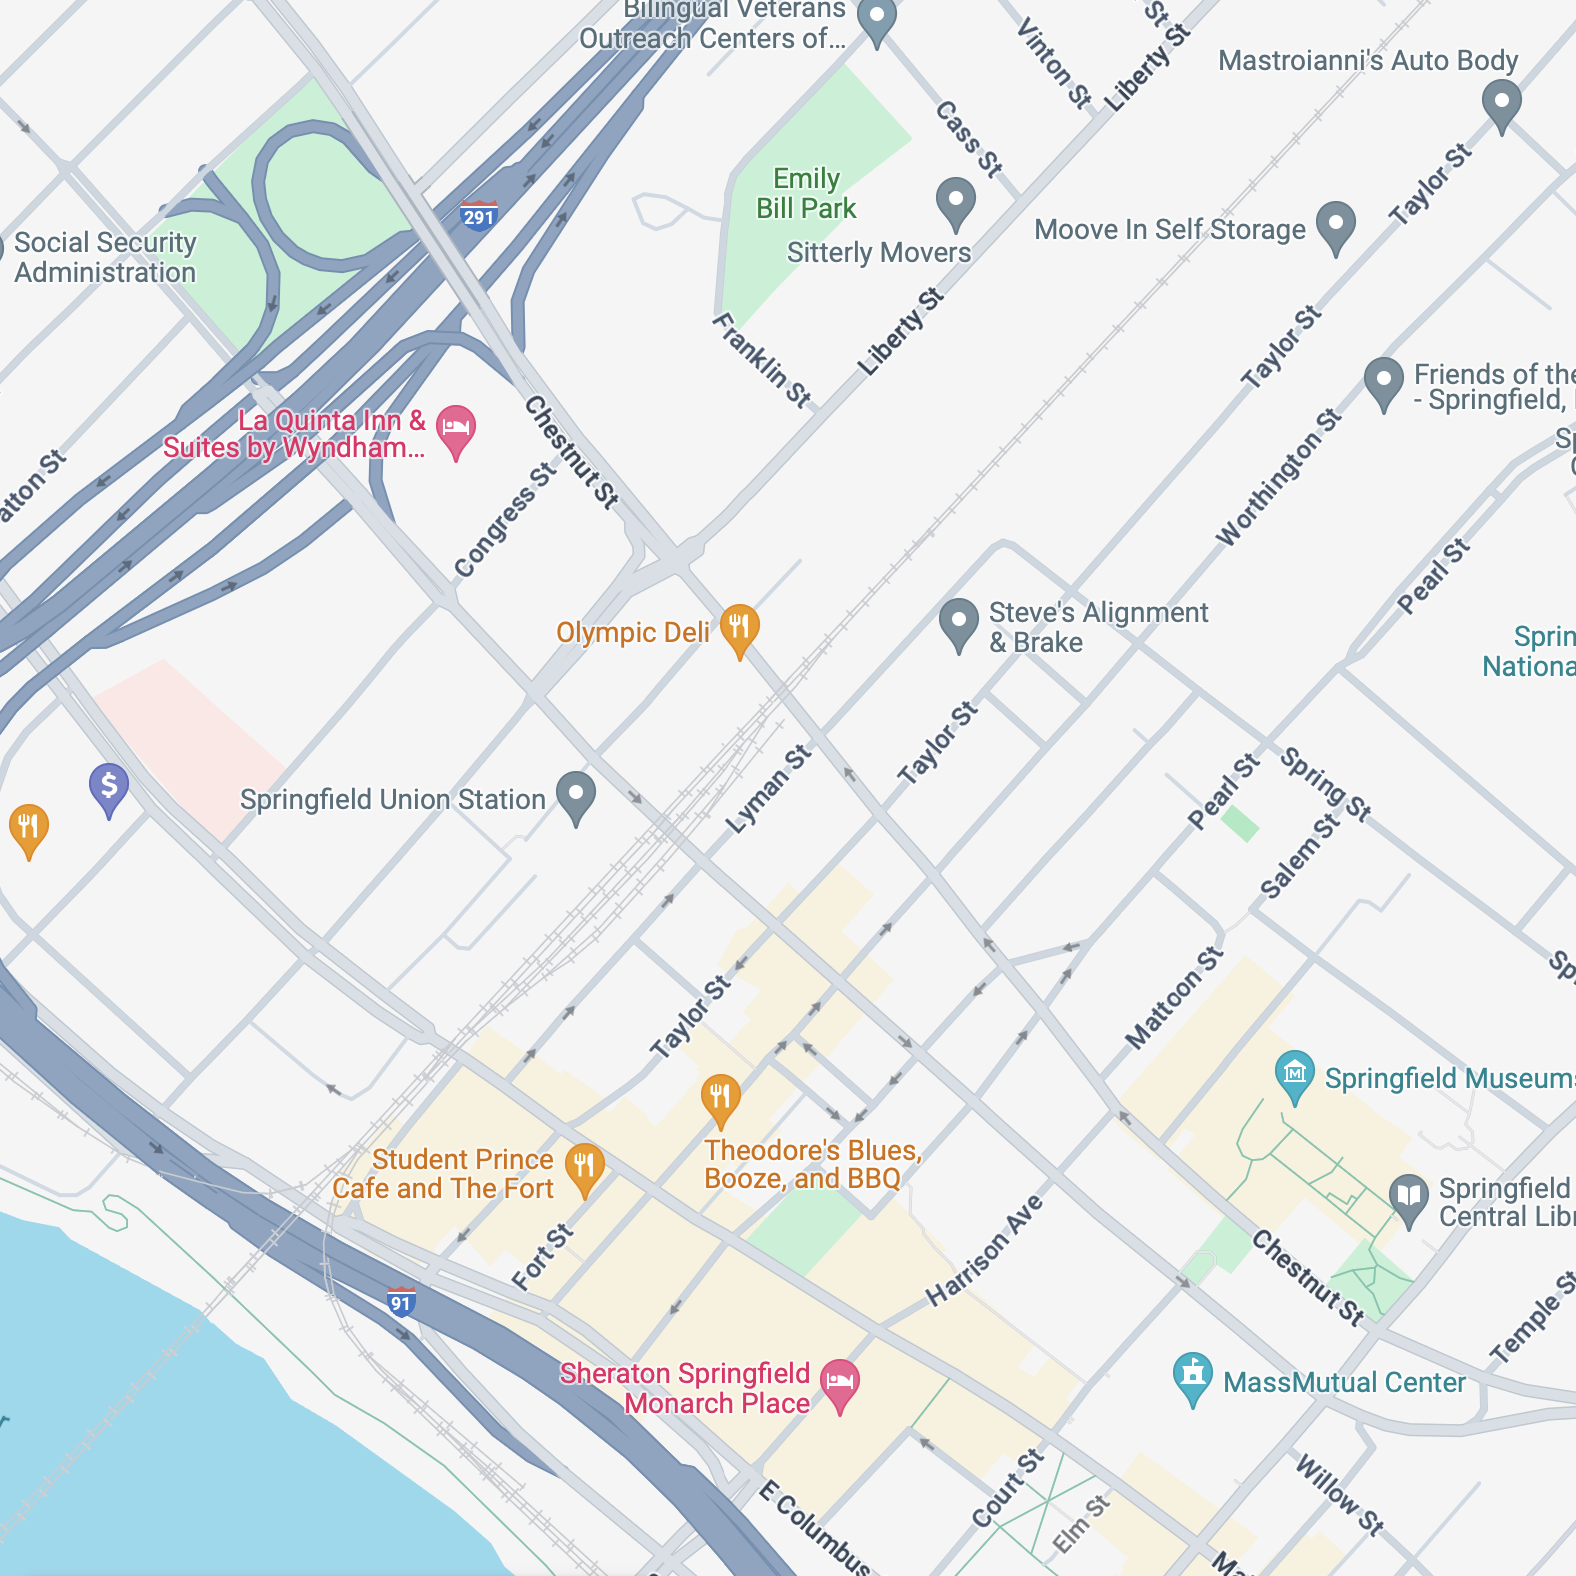 Bilingual Veterans
Outreach Centers of...
St
Vinton St
Liberty St
Mastroianni's Auto Body
Cass St
Taylor St
Emily
Bill Park
291
Sitterly Movers
Moove In Self Storage
Social Security
Administration
Franklin St
Liberty St
Taylor St
Friends of the
- Springfield,
La Quinta Inn &
Suites by Wyndham...
Chestnut St
Congress St
Worthington St
Pearl St
Olympic Deli
Steve's Alignment
& Brake
Taylor St
Springfield Union Station
Lyman St
Pearl St
Spring St
Salem St
Taylor St
Mattoon St
Springfield Museums
Theodore's Blues,
Booze, and BBQ
Student Prince
Cafe and The Fort
Springfield
Central Libr
Fort St
Harrison Ave
Chestnut St
91
Temple St
Sheraton Springfield
Monarch Place
MassMutual Center
Court St
Elm St
Willow St
E Columbus